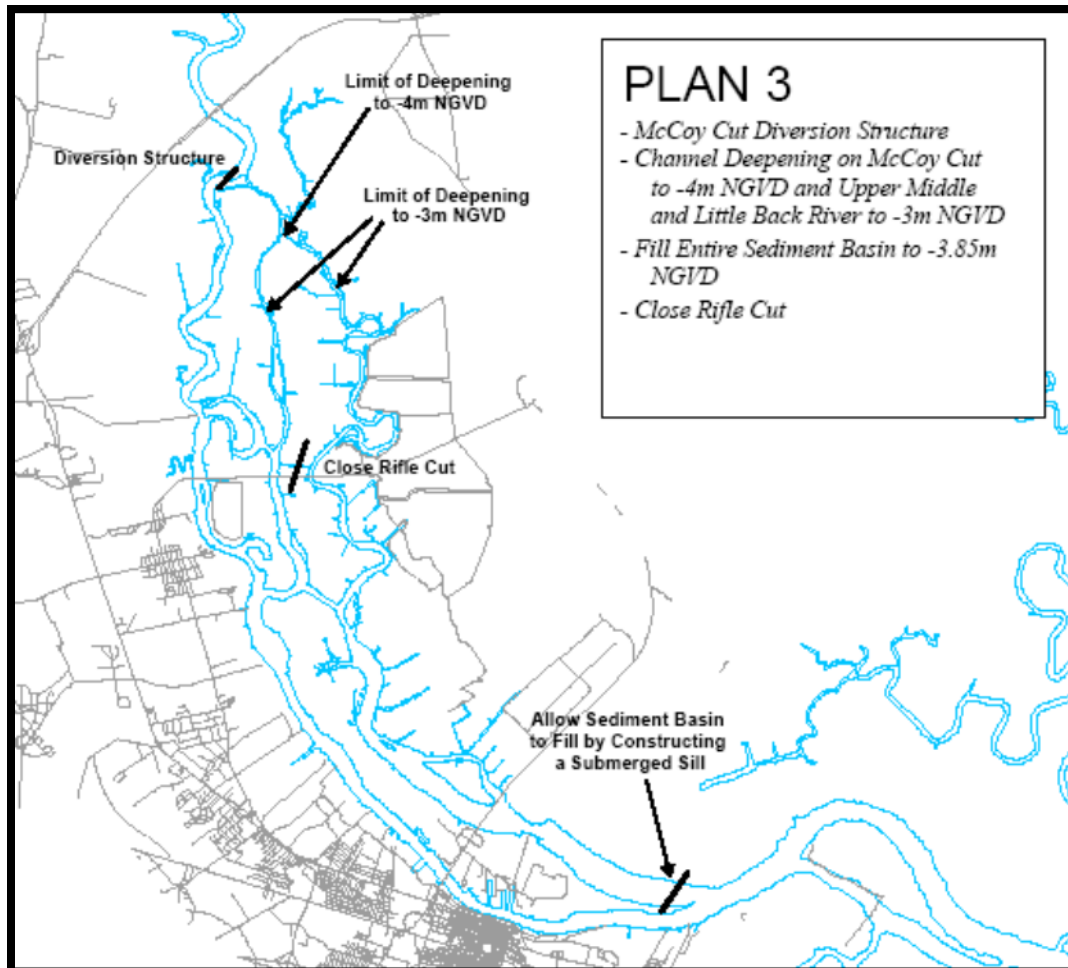 Limit of Deepening
to -4m NGVD
Diversion Structure
Limit of Deepening
to -3m NGVD
Close Rifle Cut
Allow Sediment Basin
to Fill by Constructing
a Submerged Sill
PLAN 3
- McCoy Cut Diversion Structure
- Channel Deepening on McCoy Cut
to -4m NGVD and Upper Middle
and Little Back River to -3m NGVD
- Fill Entire Sediment Basin to -3.85m
NGVD
- Close Rifle Cut